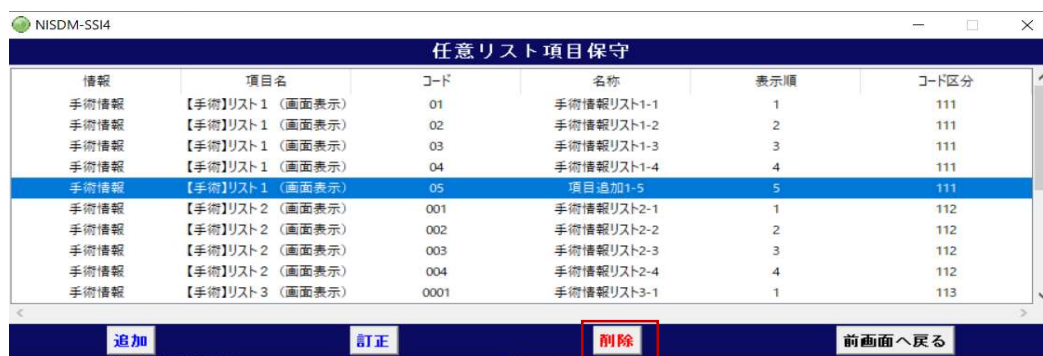 NISDM-SSI4
任意リスト項目保守
情報 項目名 コード 名称 表示順 コード区分
手術情報 【手術】リスト1 (画面表示) 01 手術情報リスト1-1 1 111
手術情報 【手術】リスト1 (画面表示) 02 手術情報リスト1-2 2 111
手術情報 【手術】リスト1 (画面表示) 03 手術情報リスト1-3 3 111
手術情報 【手術】リスト1 (画面表示) 04 手術情報リスト1-4 4 111
手術情報 【手術】リスト1 (画面表示) 05 項目追加1-5 5 111
手術情報 【手術】リスト2 (画面表示) 001 手術情報リスト2-1 1 112
手術情報 【手術】リスト2 (画面表示) 002 手術情報リスト2-2 2 112
手術情報 【手術】リスト2 (画面表示) 003 手術情報リスト2-3 3 112
手術情報 【手術】リスト2 (画面表示) 004 手術情報リスト2-4 4 112
手術情報 【手術】リスト3 (画面表示) 0001 手術情報リスト3-1 1 113
追加 訂正 削除 前画面へ戻る